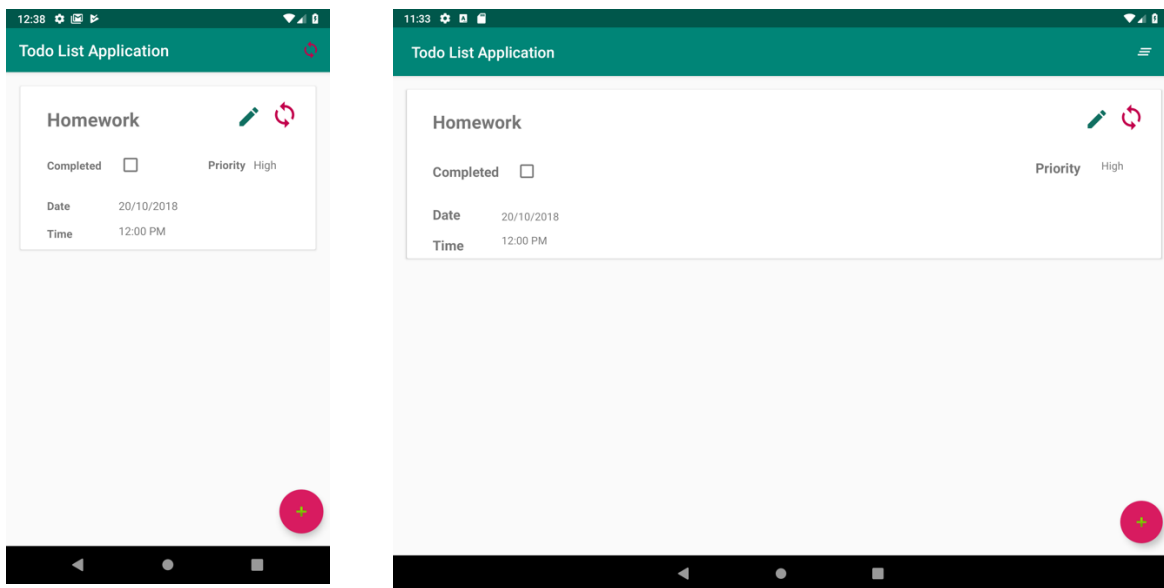 12:38
Todo List Application
Homework
Completed
Priority High
Date 20/10/2018
Time 12:00 PM
11:33
Todo List Application
Homework
Completed
Priority High
Date 20/10/2018
Time 12:00 PM